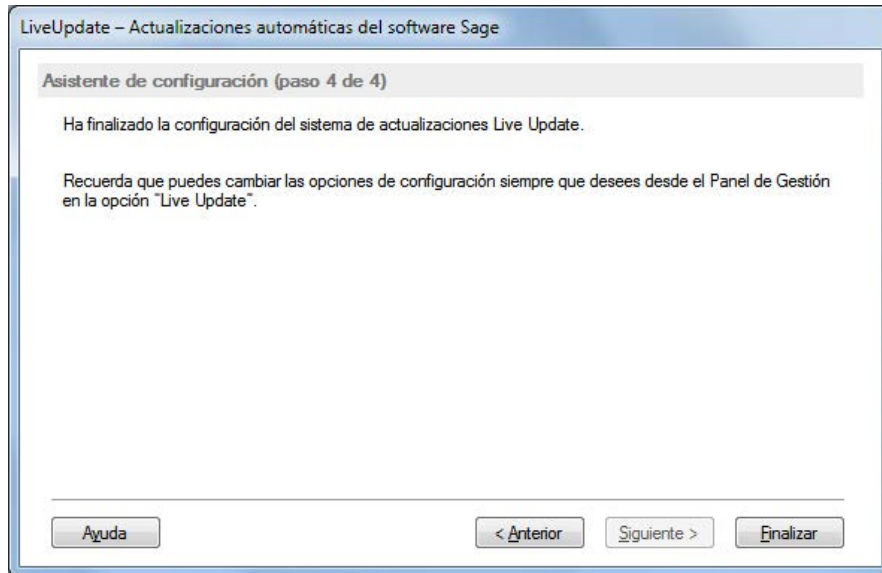 LiveUpdate – Actualizaciones automáticas del software Sage
Asistente de configuración (paso 4 de 4)
Ha finalizado la configuración del sistema de actualizaciones Live Update.
Recuerda que puedes cambiar las opciones de configuración siempre que desees desde el Panel de Gestión
en la opción "Live Update".
Ayuda
< Anterior
Siguiente >
Finalizar